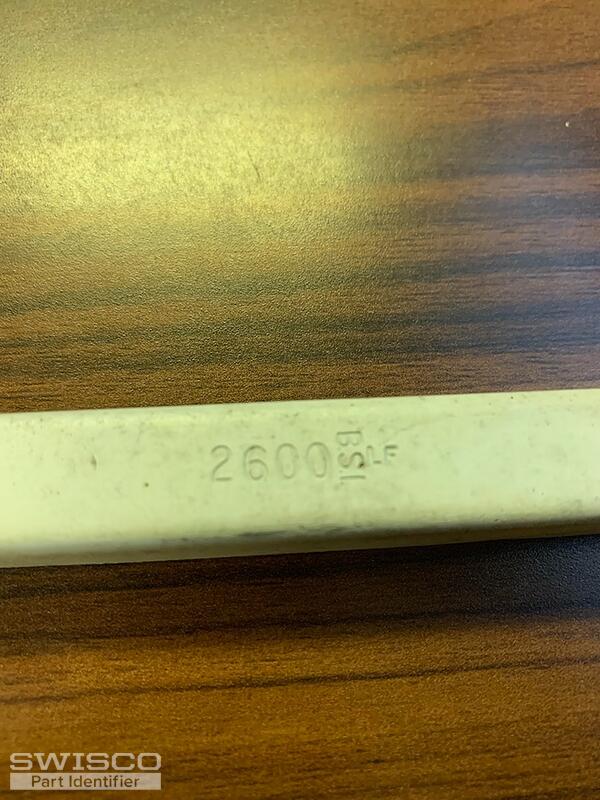 2600 BSI LF
SWISCO
Part Identifier